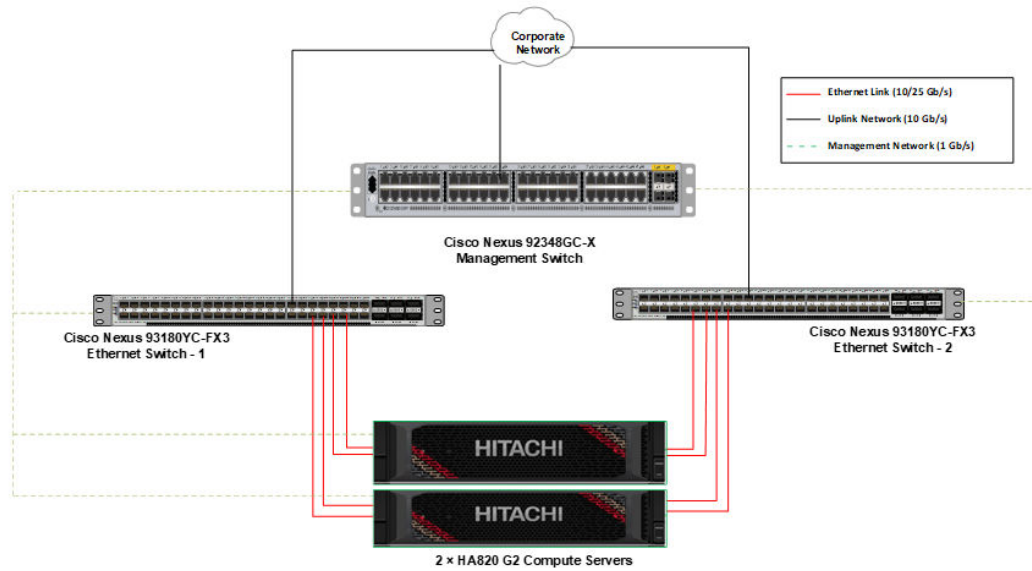 Corporate
Network
Ethernet Link (10/25 Gb/s)
Uplink Network (10 Gb/s)
Management Network (1 Gb/s)
Cisco Nexus 92348GC-X
Management Switch
Cisco Nexus 93180YC-FX3
Ethernet Switch - 1
Cisco Nexus 93180YC-FX3
Ethernet Switch - 2
HITACHI
HITACHI
2 × HA820 G2 Compute Servers